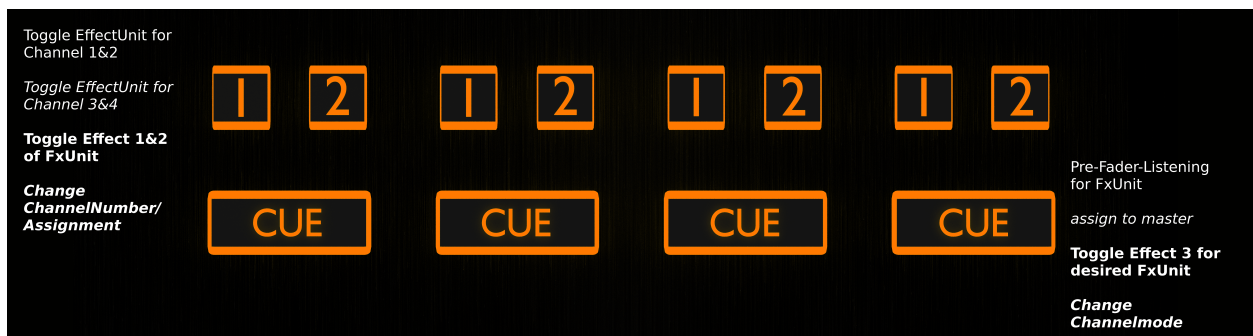 Toggle EffectUnit for
Channel 1&2
Toggle EffectUnit for
Channel 3&4
Toggle Effect 1&2
of FxUnit
Change
ChannelNumber/
Assignment
1 2 1 2 1 2 1 2
CUE CUE CUE CUE
Pre-Fader-Listening
for FxUnit
assign to master
Toggle Effect 3 for
desired FxUnit
Change
Channelmode